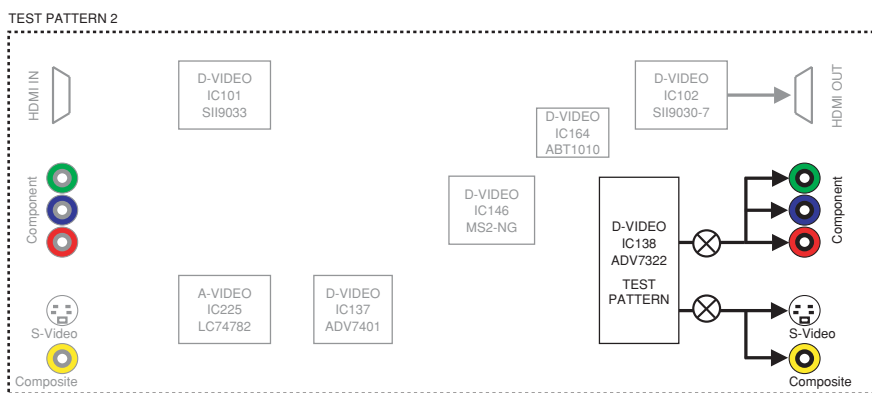 TEST PATTERN 2
HDMI IN
D-VIDEO
IC101
SII9033
D-VIDEO
IC102
SII9030-7
HDMI OUT
D-VIDEO
IC164
ABT1010
Component
D-VIDEO
IC146
MS2-NG
D-VIDEO
IC138
ADV7322
TEST
PATTERN
Component
A-VIDEO
IC225
LC74782
D-VIDEO
IC137
ADV7401
S-Video
Composite
S-Video
Composite